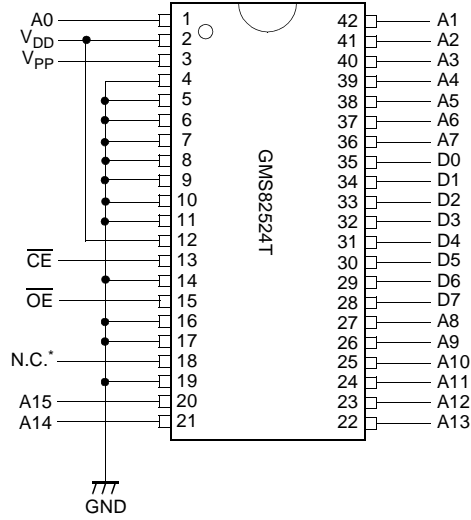 A0 1 42 A1
VDD 2 41 A2
VPP 3 40 A3
4 39 A4
5 38 A5
6 37 A6
7 36 A7
8 35 D0
9 34 D1
10 33 D2
11 32 D3
12 31 D4
CE 13 30 D5
14 29 D6
OE 15 28 D7
16 27 A8
17 26 A9
N.C.* 18 25 A10
19 24 A11
A15 20 23 A12
A14 21 22 A13
GMS82524T
GND